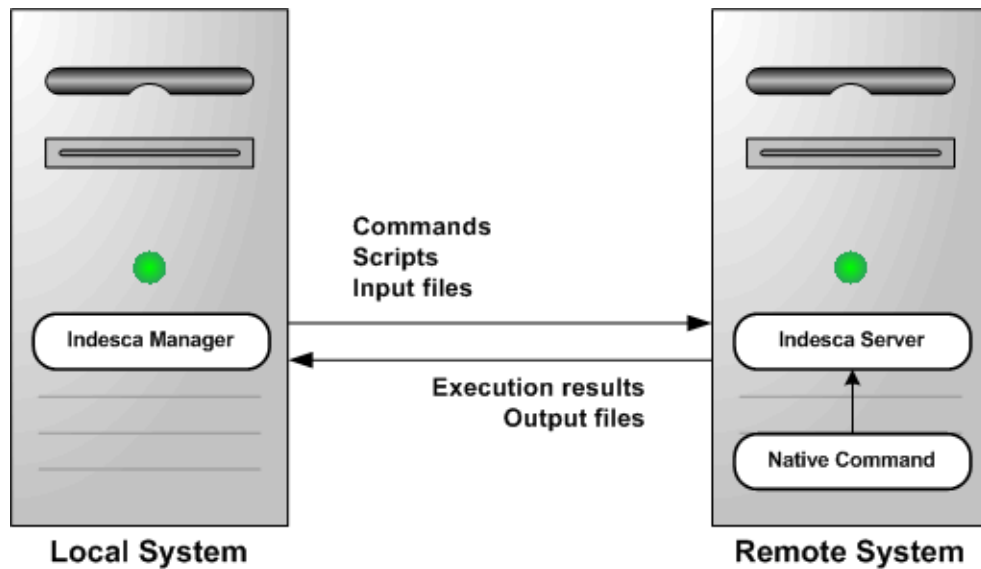 Commands
Scripts
Input files
Indesca Manager
Indesca Server
Execution results
Output files
Native Command
Local System
Remote System